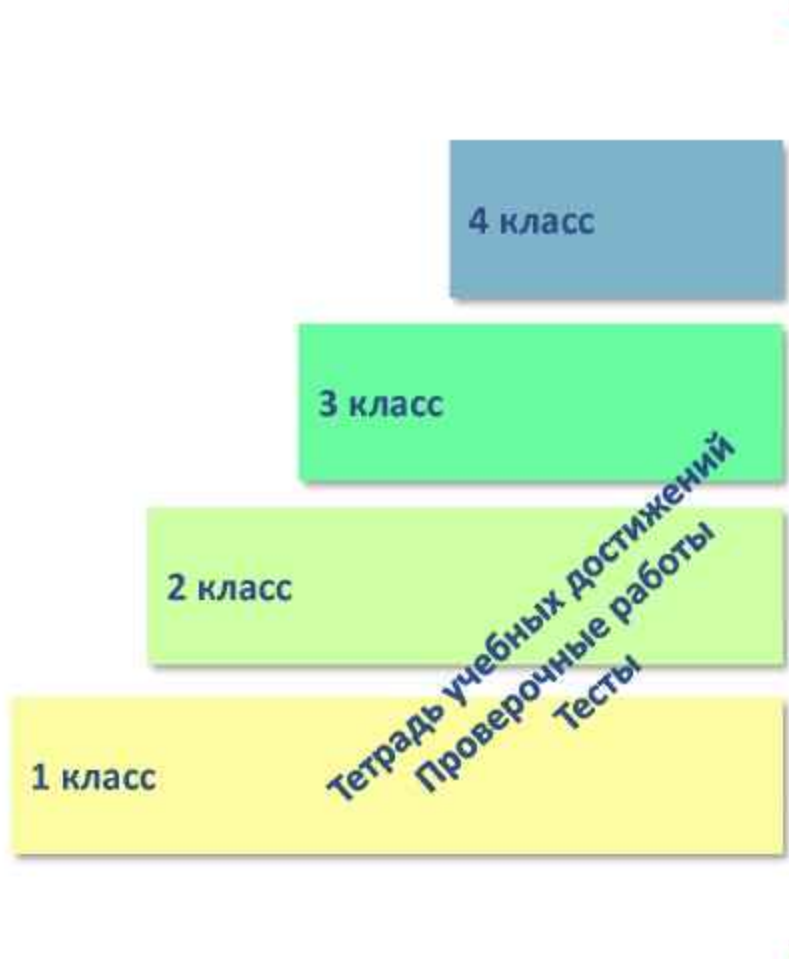 4 класс
3 класс
2 класс
1 класс
Тетрадь учебных достижений
Проверочные работы
Тесты